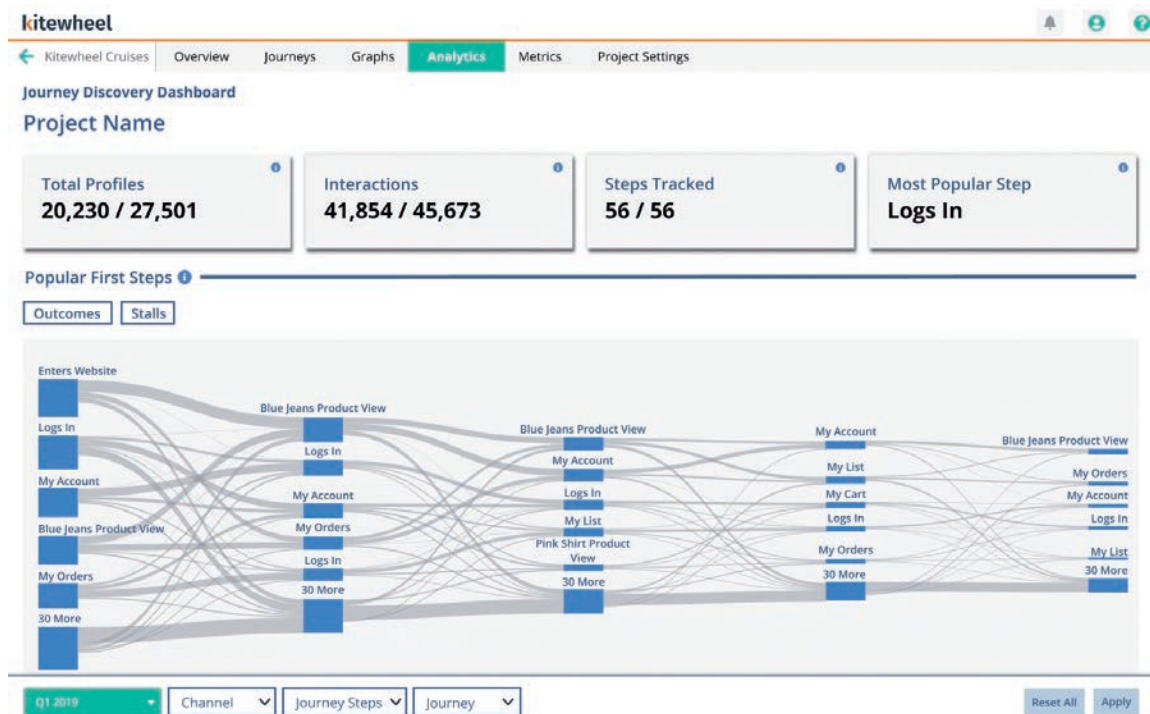 kitewheel
Kitewheel Cruises Overview Journeys Graphs Analytics Metrics Project Settings
Journey Discovery Dashboard
Project Name
Total Profiles
20,230 / 27,501
Interactions
41,854 / 45,673
Steps Tracked
56 / 56
Most Popular Step
Logs In
Popular First Steps
Outcomes Stalls
Enters Website
Logs In
My Account
Blue Jeans Product View
My Orders
30 More
Blue Jeans Product View
Logs In
My Account
My Orders
Logs In
30 More
Blue Jeans Product View
My Account
Logs In
My List
Pink Shirt Product
View
30 More
My Account
My List
My Cart
Logs In
My Orders
30 More
Blue Jeans Product View
My Orders
My Account
Logs In
My List
30 More
Q1 2019 Channel Journey Steps Journey Reset All Apply